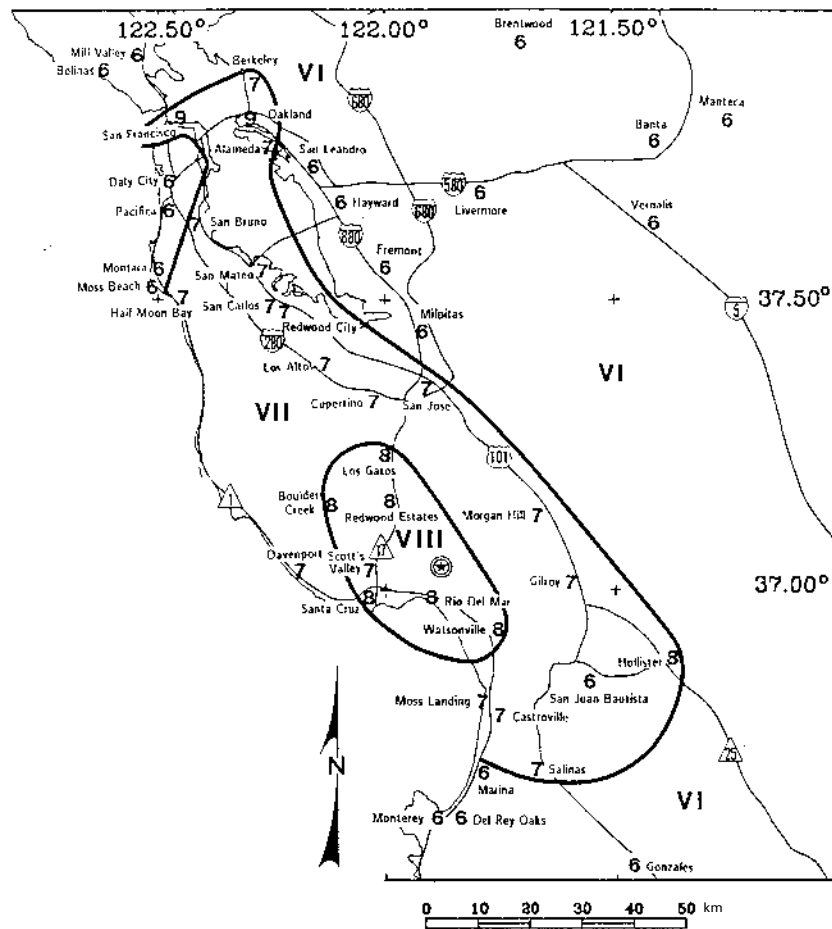 122.50° 122.00° 121.50°
Brentwood
6
Mill Valley
6
Berkeley
7
VI
Bolinas 6
680
Manteca
6
San Francisco
9
9 Oakland
Banta
6
Alameda
7
San Leandro
6
Daly City 6
580
6
Livermore
Hayward
6
680
Pacifica 6
San Bruno
7
Vernalis
6
880
Fremont
6
Montara 6
San Mateo 7
Moss Beach 6
Half Moon Bay
7
37.50°
5
San Carlos 7 7
Redwood City
Milpitas
6
280
Los Alto 7
VI
Cupertino 7
San Jose
7
VII
8
Los Gatos
101
Boulder
Creek
8
8
Redwood Estates
Morgan Hill 7
1
VIII
17
Davenport
7
Scott's
Valley 7
Gilroy 7
37.00°
Santa Cruz 8
8 Rio Del Mar
Watsonville 8
Hollister 8
6
San Juan Bautista
Moss Landing 7
7 Castroville
25
N
7 Salinas
6
Marina
VI
Monterey 6 6 Del Rey Oaks
6 Gonzales
0 10 20 30 40 50 km